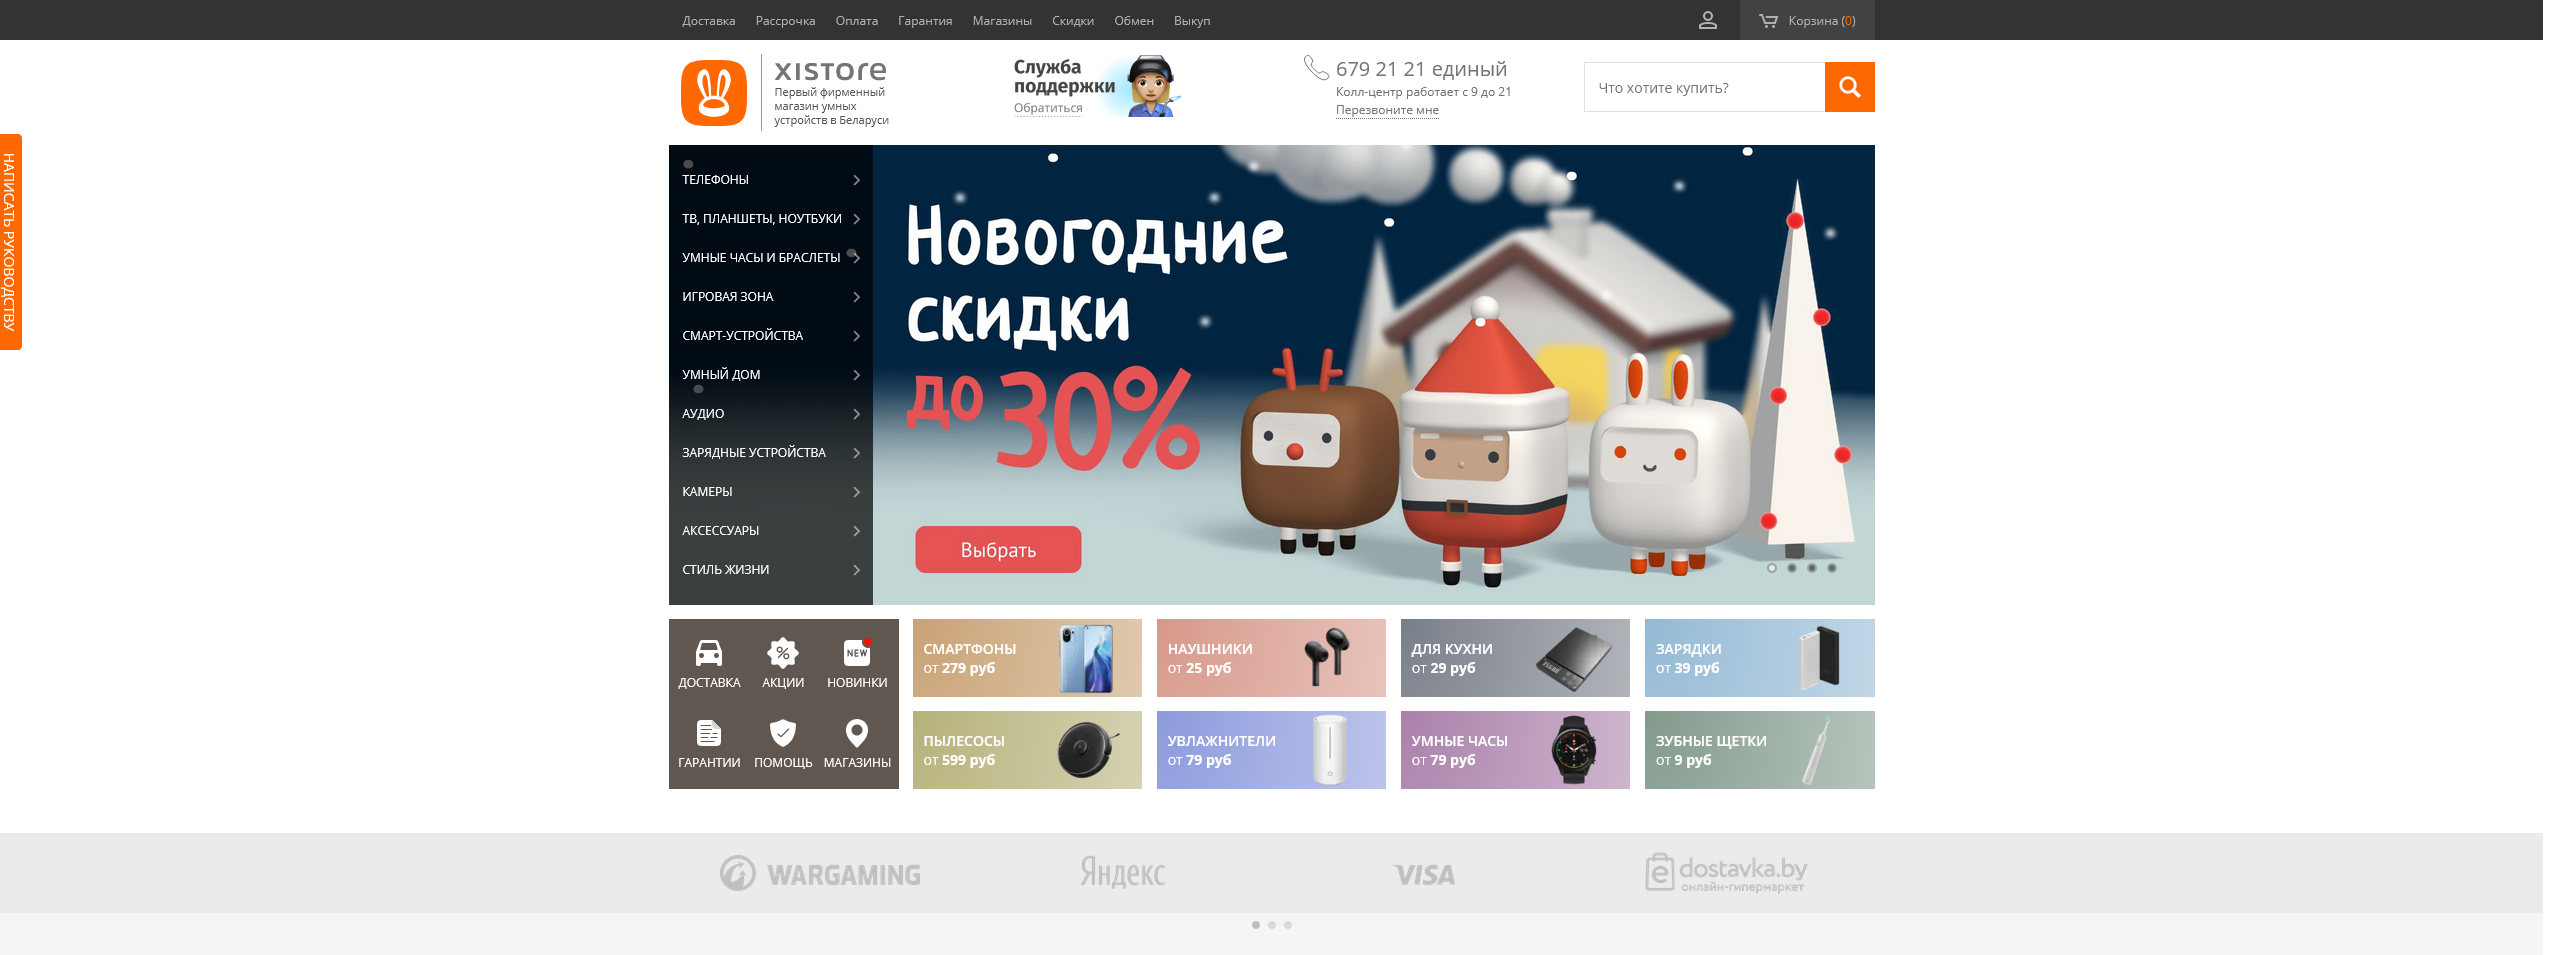 Доставка Рассрочка Оплата Гарантия Магазины Скидки Обмен Выкуп
Корзина (0)
xistore
Первый фирменный
магазин умных
устройств в Беларуси
Служба
поддержки
Обратиться
679 21 21 единый
Колл-центр работает с 9 до 21
Перезвоните мне
Что хотите купить?
НАПИСАТЬ РУКОВОДСТВУ
ТЕЛЕФОНЫ
ТВ, ПЛАНШЕТЫ, НОУТБУКИ
УМНЫЕ ЧАСЫ И БРАСЛЕТЫ
ИГРОВАЯ ЗОНА
СМАРТ-УСТРОЙСТВА
УМНЫЙ ДОМ
АУДИО
ЗАРЯДНЫЕ УСТРОЙСТВА
КАМЕРЫ
АКСЕССУАРЫ
СТИЛЬ ЖИЗНИ
Новогодние
скидки
до 30%
Выбрать
NEW
ДОСТАВКА АКЦИИ НОВИНКИ
ГАРАНТИИ ПОМОЩЬ МАГАЗИНЫ
СМАРТФОНЫ
от 279 руб
НАУШНИКИ
от 25 руб
ДЛЯ КУХНИ
от 29 руб
ЗАРЯДКИ
от 39 руб
ПЫЛЕСОСЫ
от 599 руб
УВЛАЖНИТЕЛИ
от 79 руб
УМНЫЕ ЧАСЫ
от 79 руб
ЗУБНЫЕ ЩЕТКИ
от 9 руб
WARGAMING
Яндекс
VISA
e dostavka.by
онлайн-гипермаркет